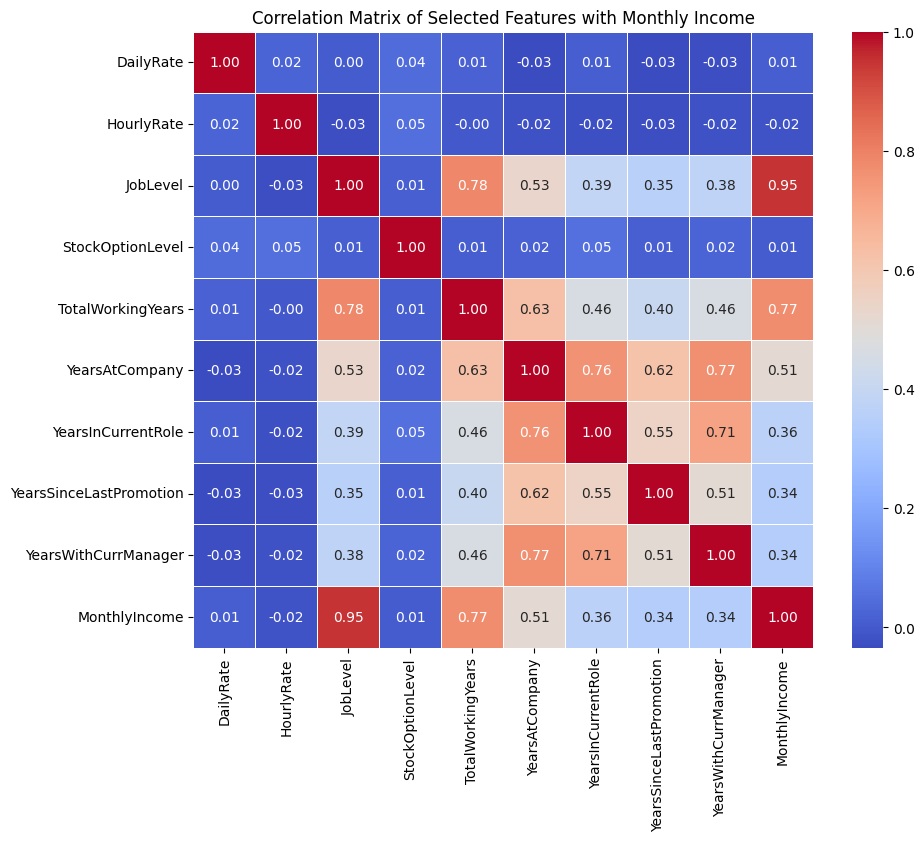 Correlation Matrix of Selected Features with Monthly Income
DailyRate 1.00 0.02 0.00 0.04 0.01 -0.03 0.01 -0.03 -0.03 0.01
HourlyRate 0.02 1.00 -0.03 0.05 -0.00 -0.02 -0.02 -0.03 -0.02 -0.02
JobLevel 0.00 -0.03 1.00 0.01 0.78 0.53 0.39 0.35 0.38 0.95
StockOptionLevel 0.04 0.05 0.01 1.00 0.01 0.02 0.05 0.01 0.02 0.01
TotalWorkingYears 0.01 -0.00 0.78 0.01 1.00 0.63 0.46 0.40 0.46 0.77
YearsAtCompany -0.03 -0.02 0.53 0.02 0.63 1.00 0.76 0.62 0.77 0.51
YearsInCurrentRole 0.01 -0.02 0.39 0.05 0.46 0.76 1.00 0.55 0.71 0.36
YearsSinceLastPromotion -0.03 -0.03 0.35 0.01 0.40 0.62 0.55 1.00 0.51 0.34
YearsWithCurrManager -0.03 -0.02 0.38 0.02 0.46 0.77 0.71 0.51 1.00 0.34
MonthlyIncome 0.01 -0.02 0.95 0.01 0.77 0.51 0.36 0.34 0.34 1.00
DailyRate
HourlyRate
JobLevel
StockOptionLevel
TotalWorkingYears
YearsAtCompany
YearsInCurrentRole
YearsSinceLastPromotion
YearsWithCurrManager
MonthlyIncome
1.0
0.8
0.6
0.4
0.2
0.0